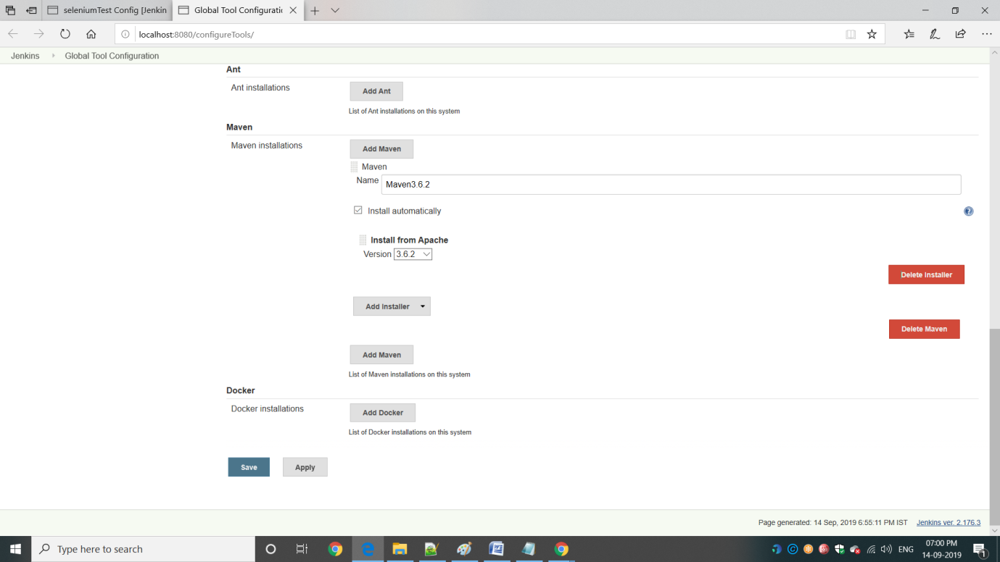 seleniumTest Config [Jenkin
Global Tool Configuratio
localhost:8080/configureTools/
Jenkins Global Tool Configuration
Ant
Ant installations
Add Ant
List of Ant installations on this system
Maven
Maven installations
Add Maven
Maven
Name Maven3.6.2
Install automatically
Install from Apache
Version 3.6.2
Delete Installer
Add Installer
Delete Maven
Add Maven
List of Maven installations on this system
Docker
Docker installations
Add Docker
List of Docker installations on this system
Save Apply
Page generated: 14 Sep, 2019 6:55:11 PM IST Jenkins ver. 2.176.3
Type here to search
ENG
07:00 PM
14-09-2019
1